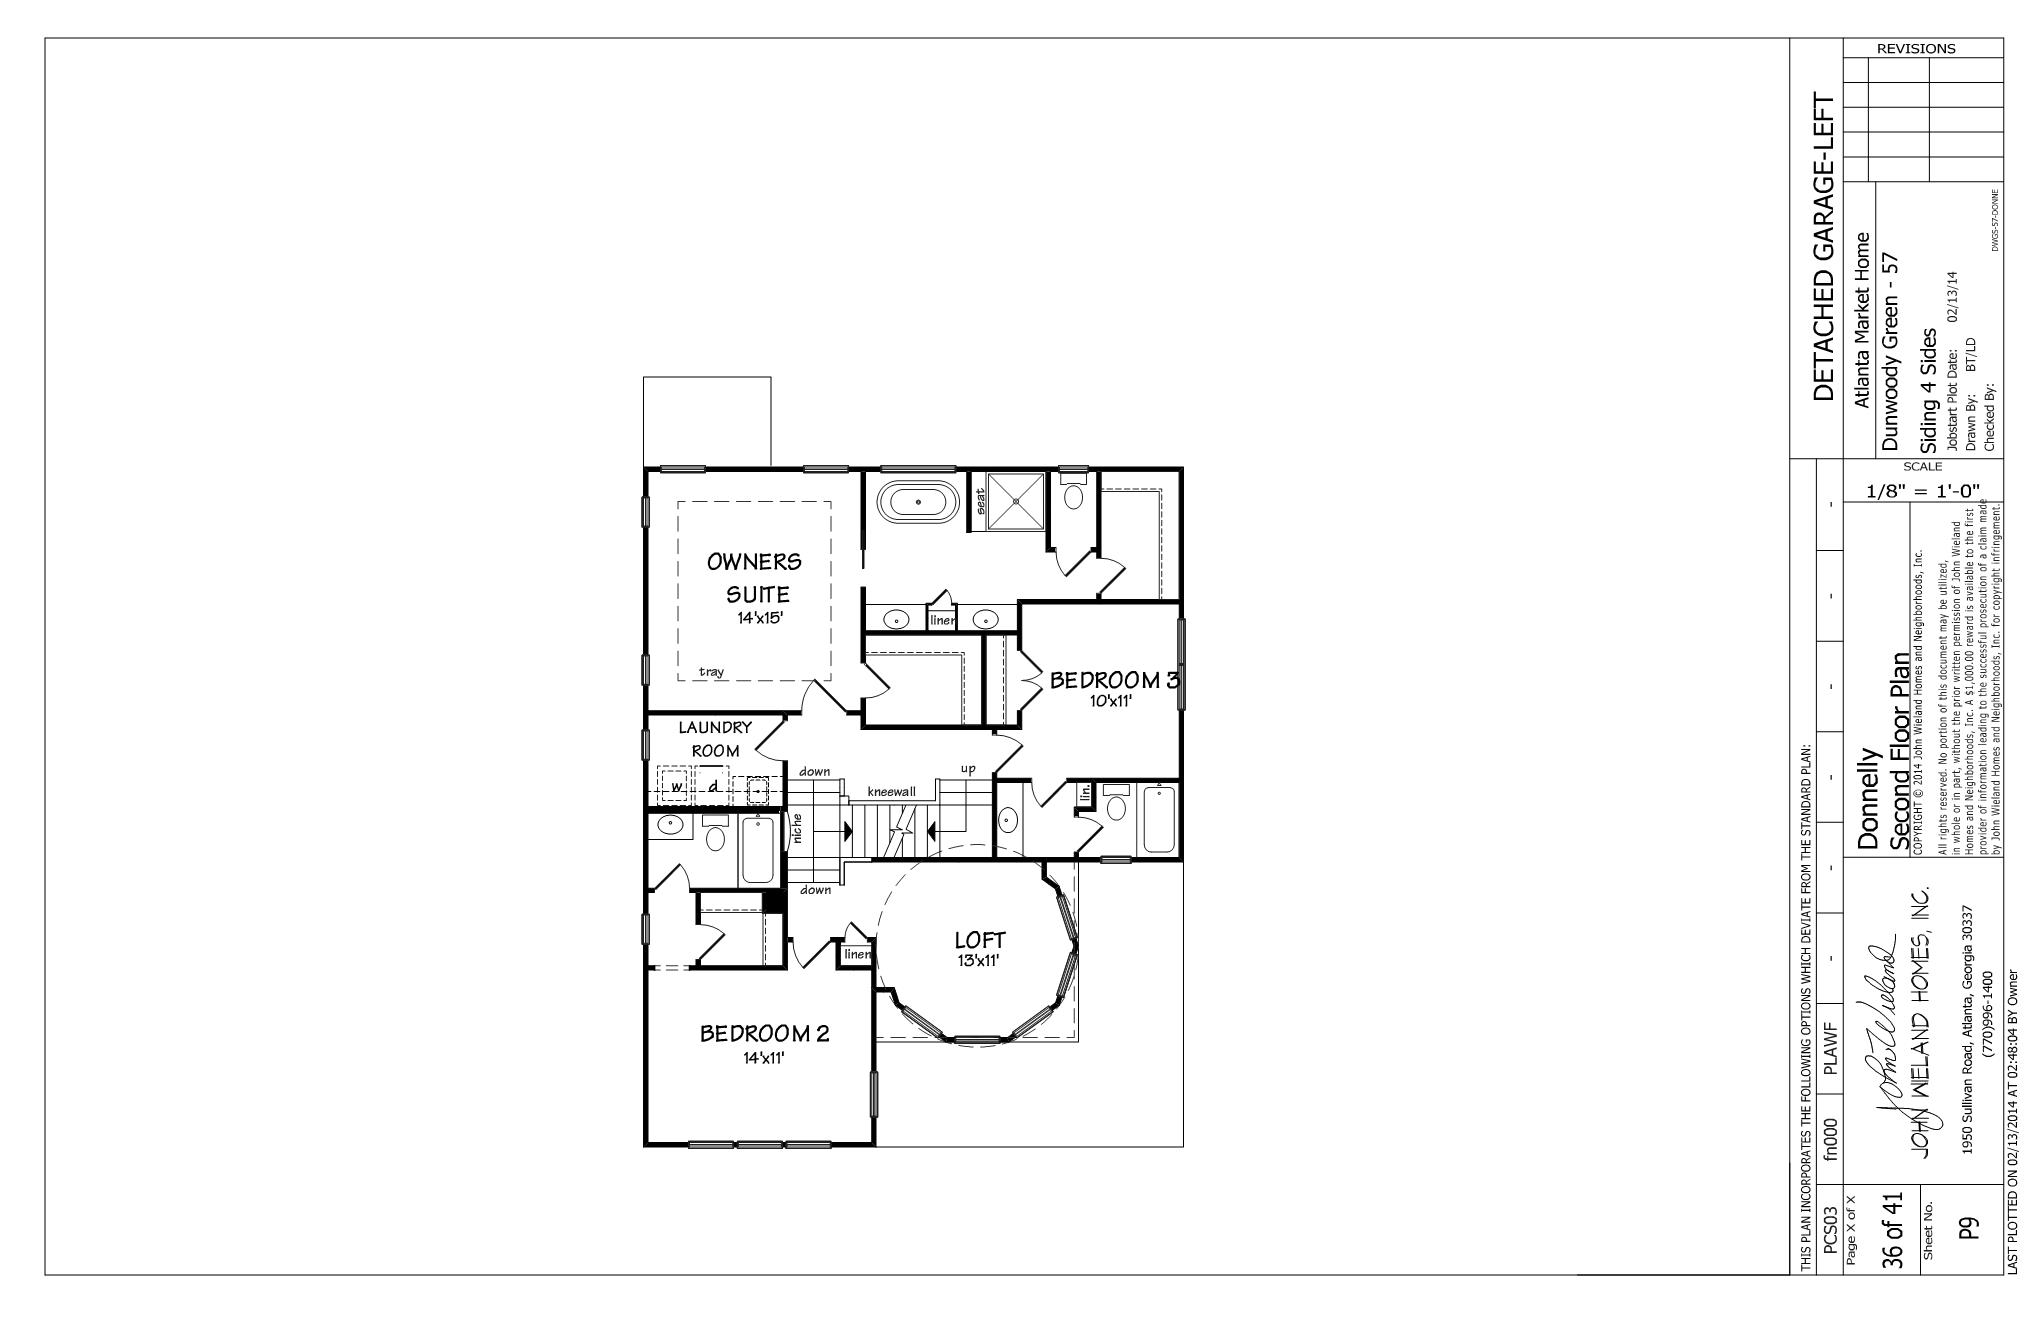 OWNERS
SUITE
14'x15'
tray
seat
linen
BEDROOM 3
10'x11'
LAUNDRY
ROOM
w
d
down
up
kneewall
niche
lin.
down
linen
LOFT
13'x11'
BEDROOM 2
14'x11'
REVISIONS
DETACHED GARAGE-LEFT
Atlanta Market Home
Dunwoody Green - 57
Siding 4 Sides
Jobstart Plot Date: 02/13/14
Drawn By: BT/LD
Checked By:
DWGS-57-DONNE
SCALE
1/8" = 1'-0"
Donnelly
Second Floor Plan
COPYRIGHT © 2014 John Wieland Homes and Neighborhoods, Inc.
All rights reserved. No portion of this document may be utilized,
in whole or in part, without the prior written permission of John Wieland
Homes and Neighborhoods, Inc. A $1,000.00 reward is available to the first
provider of information leading to the successful prosecution of a claim made
by John Wieland Homes and Neighborhoods, Inc. for copyright infringement.
THIS PLAN INCORPORATES THE FOLLOWING OPTIONS WHICH DEVIATE FROM THE STANDARD PLAN:
PCS03 fn000 PLAWF - - - - - -
John Wieland
JOHN WIELAND HOMES, INC.
1950 Sullivan Road, Atlanta, Georgia 30337
(770)996-1400
Page X of X
36 of 41
Sheet No.
P9
LAST PLOTTED ON 02/13/2014 AT 02:48:04 BY Owner